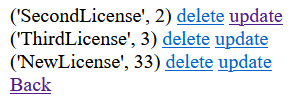 ('SecondLicense', 2) delete update
('ThirdLicense', 3) delete update
('NewLicense', 33) delete update
Back